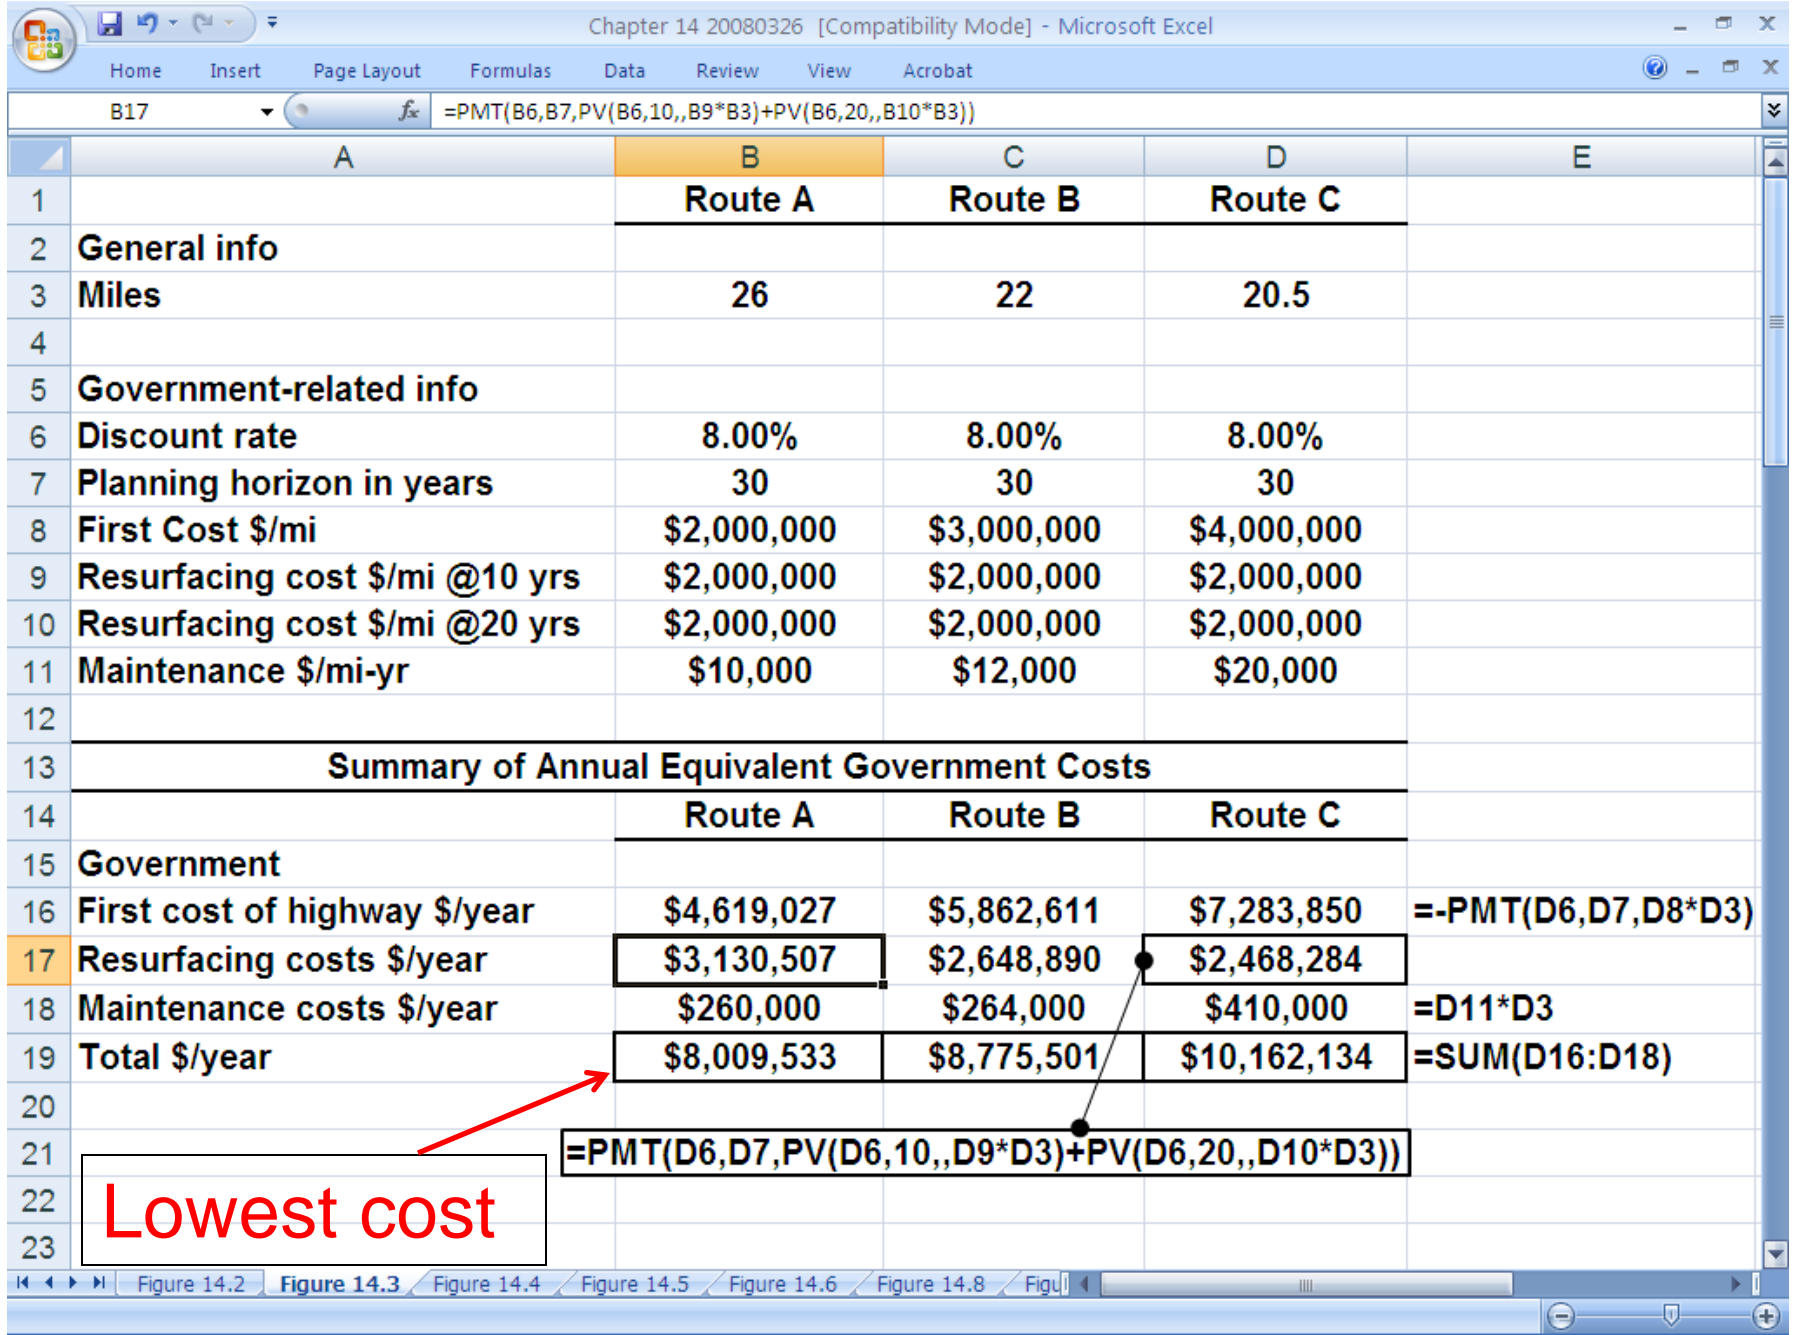 Chapter 14 20080326 [Compatibility Mode] - Microsoft Excel
Home Insert Page Layout Formulas Data Review View Acrobat
B17 fx =PMT(B6,B7,PV(B6,10,,B9*B3)+PV(B6,20,,B10*B3))
A B C D E
1 Route A Route B Route C
2 General info
3 Miles 26 22 20.5
4
5 Government-related info
6 Discount rate 8.00% 8.00% 8.00%
7 Planning horizon in years 30 30 30
8 First Cost $/mi $2,000,000 $3,000,000 $4,000,000
9 Resurfacing cost $/mi @10 yrs $2,000,000 $2,000,000 $2,000,000
10 Resurfacing cost $/mi @20 yrs $2,000,000 $2,000,000 $2,000,000
11 Maintenance $/mi-yr $10,000 $12,000 $20,000
12
13 Summary of Annual Equivalent Government Costs
14 Route A Route B Route C
15 Government
16 First cost of highway $/year $4,619,027 $5,862,611 $7,283,850 =-PMT(D6,D7,D8*D3)
17 Resurfacing costs $/year $3,130,507 $2,648,890 $2,468,284
18 Maintenance costs $/year $260,000 $264,000 $410,000 =D11*D3
19 Total $/year $8,009,533 $8,775,501 $10,162,134 =SUM(D16:D18)
20
21 =PMT(D6,D7,PV(D6,10,,D9*D3)+PV(D6,20,,D10*D3))
22 Lowest cost
23
Figure 14.2 Figure 14.3 Figure 14.4 Figure 14.5 Figure 14.6 Figure 14.8 Figu